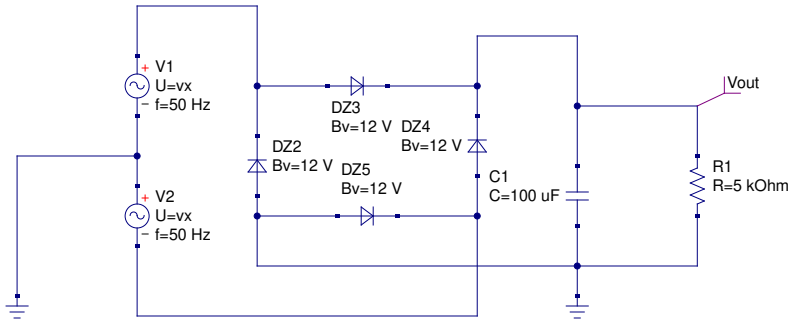 + V1
U=vx
− f=50 Hz
DZ3
Bv=12 V
DZ4
Bv=12 V
DZ2
Bv=12 V
DZ5
Bv=12 V
+ V2
U=vx
− f=50 Hz
C1
C=100 uF
Vout
R1
R=5 kOhm